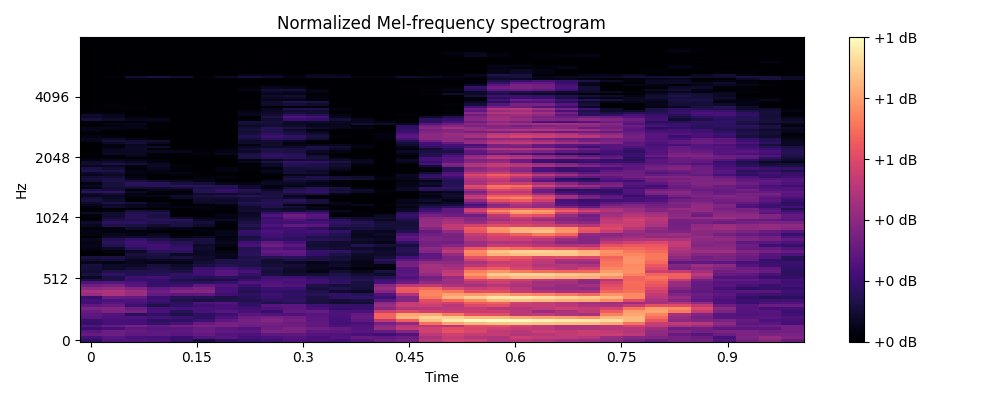 Normalized Mel-frequency spectrogram
Hz
4096
2048
1024
512
0
0 0.15 0.3 0.45 0.6 0.75 0.9
Time
+1 dB
+1 dB
+1 dB
+0 dB
+0 dB
+0 dB